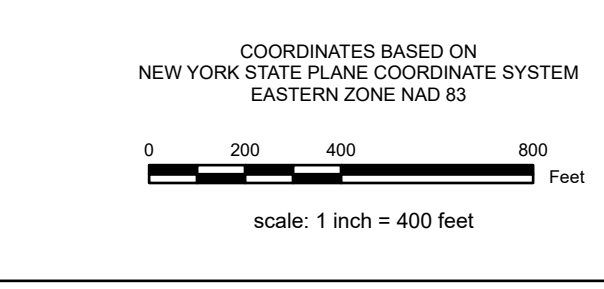 COORDINATES BASED ON
NEW YORK STATE PLANE COORDINATE SYSTEM
EASTERN ZONE NAD 83
0 200 400 800
Feet
scale: 1 inch = 400 feet